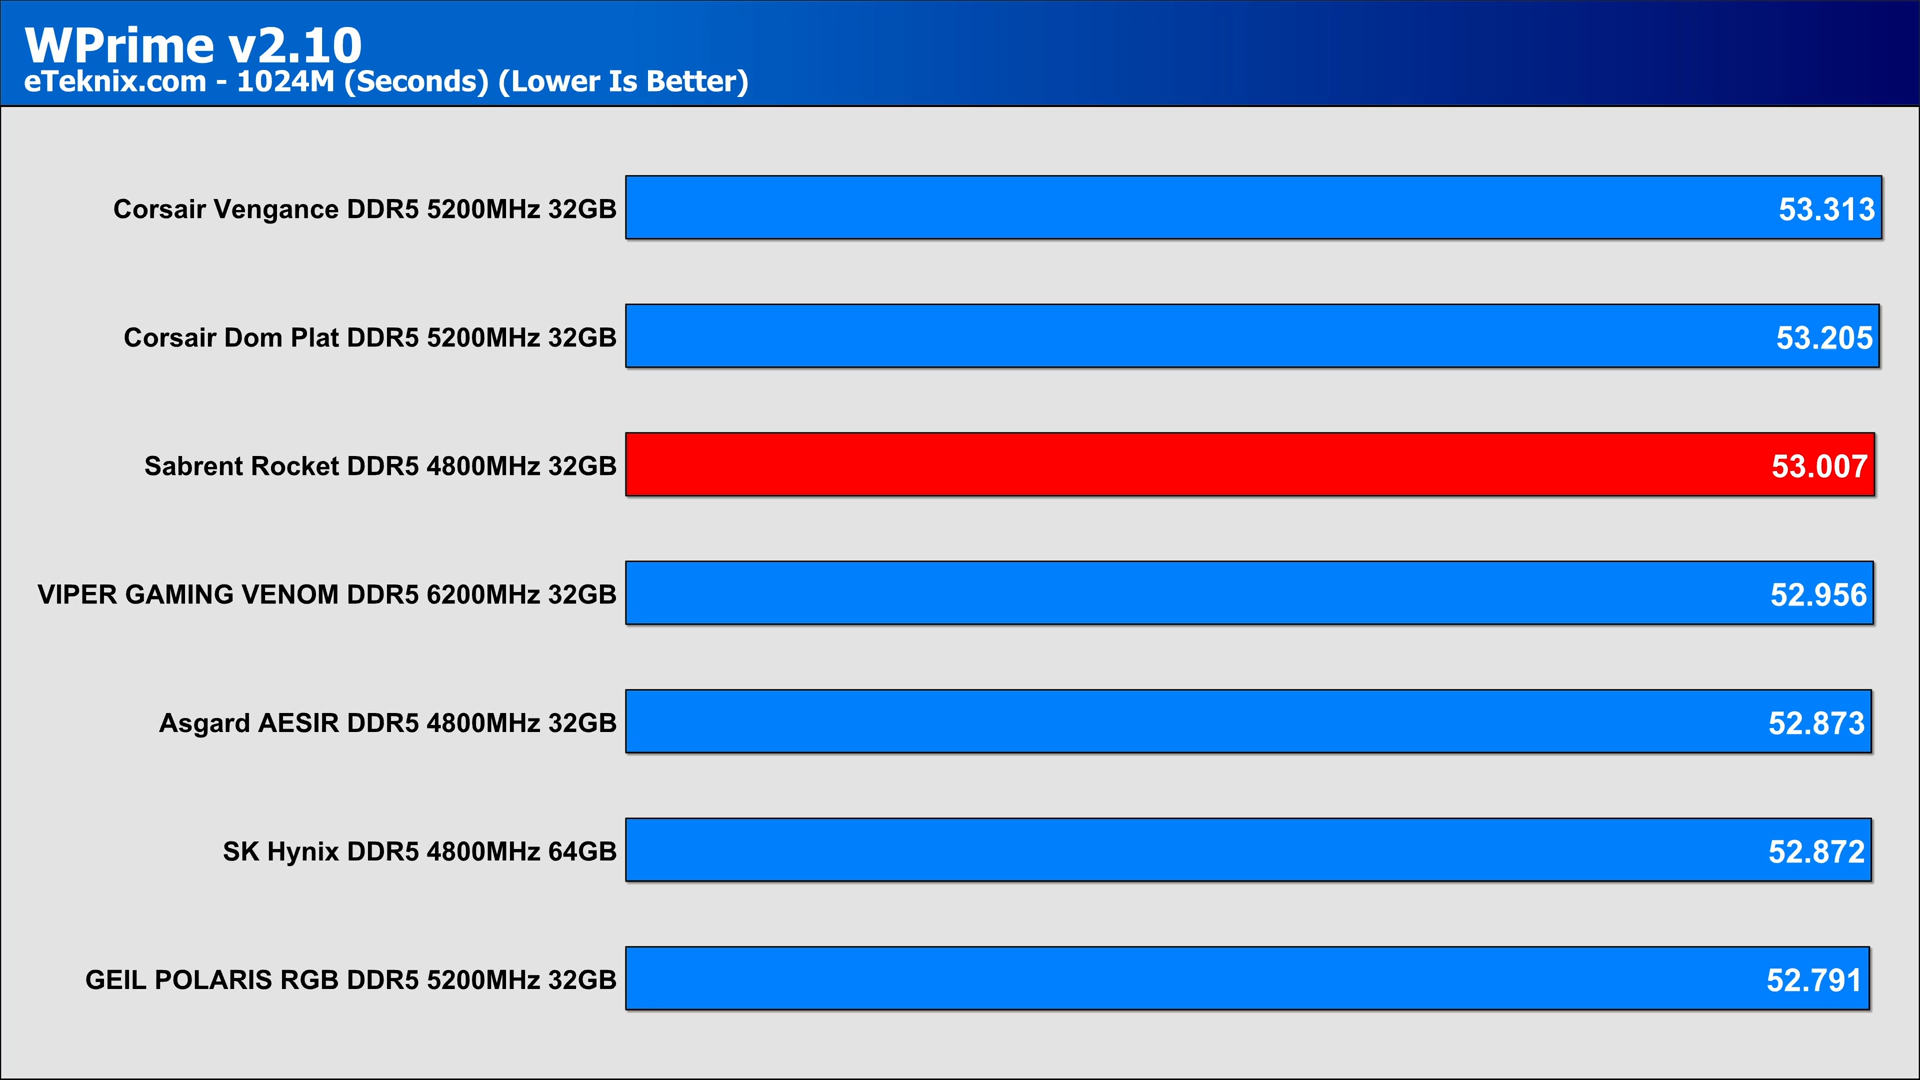 WPrime v2.10
eTeknix.com - 1024M (Seconds) (Lower Is Better)
Corsair Vengance DDR5 5200MHz 32GB 53.313
Corsair Dom Plat DDR5 5200MHz 32GB 53.205
Sabrent Rocket DDR5 4800MHz 32GB 53.007
VIPER GAMING VENOM DDR5 6200MHz 32GB 52.956
Asgard AESIR DDR5 4800MHz 32GB 52.873
SK Hynix DDR5 4800MHz 64GB 52.872
GEIL POLARIS RGB DDR5 5200MHz 32GB 52.791